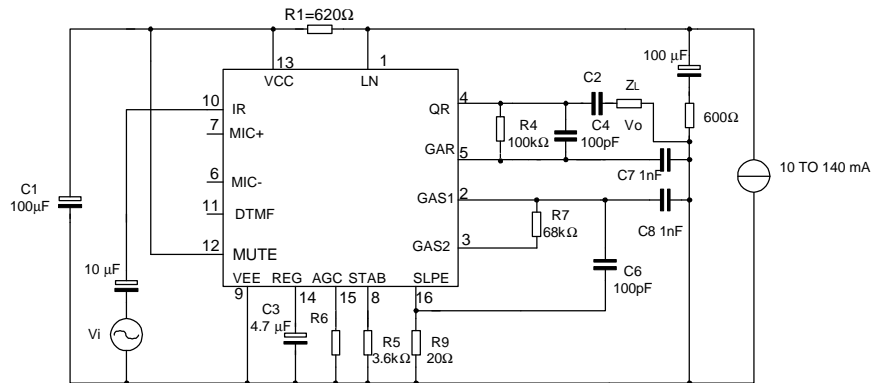 R1=620Ω
13
VCC
1
LN
100 μF
C2
ZL
Vo
600Ω
10
IR
4
QR
7
MIC+
R4
100kΩ
C4
100pF
GAR
5
C7 1nF
10 TO 140 mA
C1
100μF
6
MIC-
GAS1
2
11
DTMF
R7
68kΩ
C8 1nF
12
MUTE
GAS2
3
10 μF
VEE
REG
AGC
STAB
SLPE
9
14
15
8
16
C6
100pF
C3
4.7 μF
R6
R5
3.6kΩ
R9
20Ω
Vi